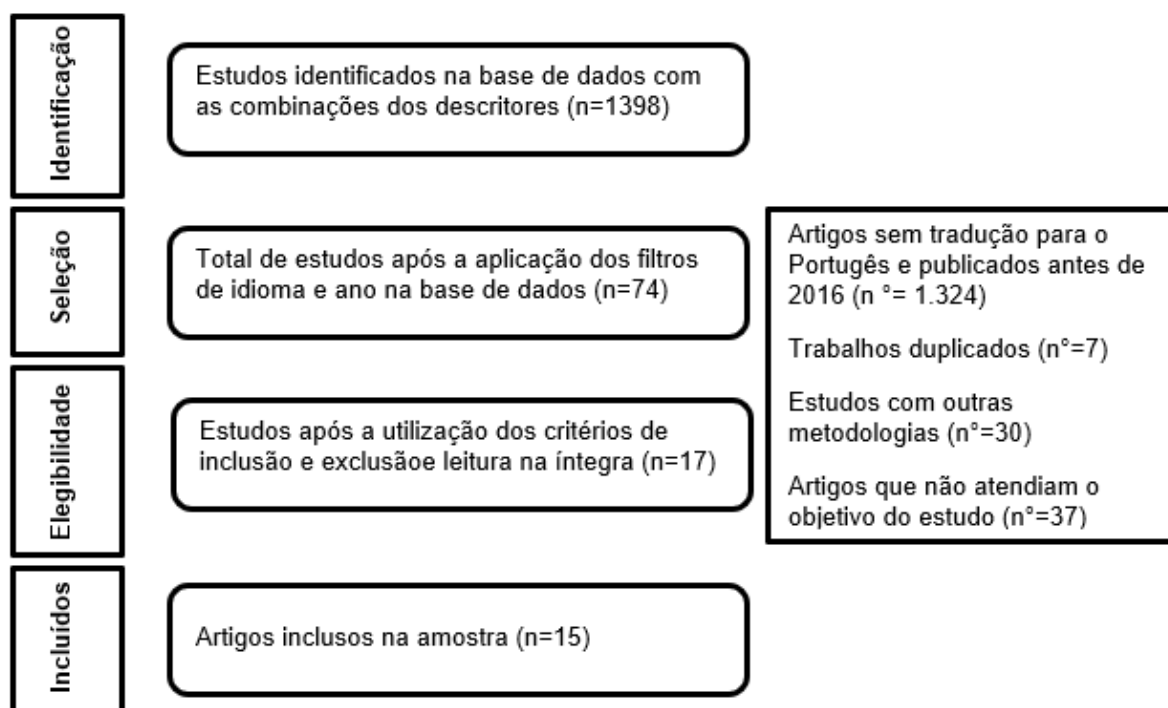 Identificação
Estudos identificados na base de dados com
as combinações dos descritores (n=1398)
Seleção
Total de estudos após a aplicação dos filtros
de idioma e ano na base de dados (n=74)
Artigos sem tradução para o
Portugês e publicados antes de
2016 (n °= 1.324)
Trabalhos duplicados (n°=7)
Estudos com outras
metodologias (n°=30)
Artigos que não atendiam o
objetivo do estudo (n°=37)
Elegibilidade
Estudos após a utilização dos critérios de
inclusão e exclusãoe leitura na íntegra (n=17)
Incluídos
Artigos inclusos na amostra (n=15)